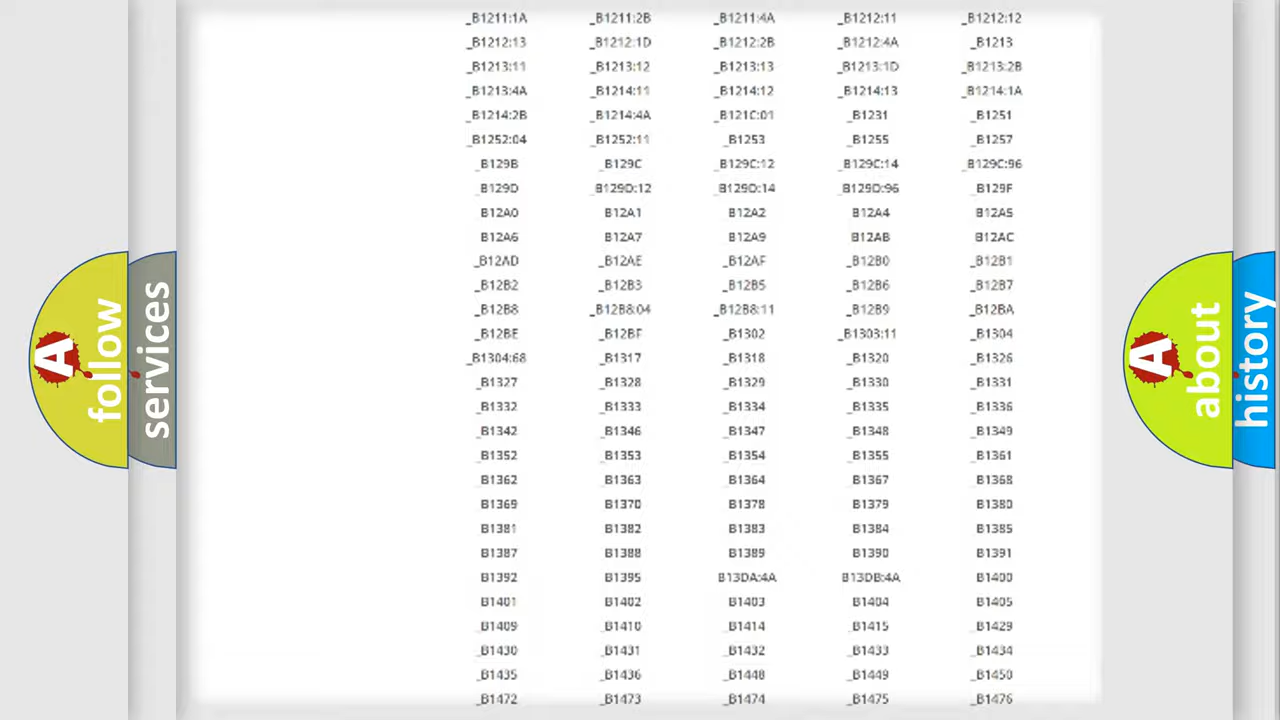 _B1211:1A _B1211:2B _B1211:4A _B1212:11 _B1212:12
_B1212:13 _B1212:1D _B1212:2B _B1212:4A _B1213
_B1213:11 _B1213:12 _B1213:13 _B1213:1D _B1213:2B
_B1213:4A _B1214:11 _B1214:12 _B1214:13 _B1214:1A
_B1214:2B _B1214:4A _B121C:01 _B1231 _B1251
_B1252:04 _B1252:11 _B1253 _B1255 _B1257
_B129B _B129C _B129C:12 _B129C:14 _B129C:96
_B129D _B129D:12 _B129D:14 _B129D:96 _B129F
B12A0 B12A1 B12A2 B12A4 B12A5
B12A6 B12A7 B12A9 B12AB B12AC
_B12AD _B12AE _B12AF _B12B0 _B12B1
_B12B2 _B12B3 _B12B5 _B12B6 _B12B7
_B12B8 _B12B8:04 _B12B8:11 _B12B9 _B12BA
_B12BE _B12BF _B1302 _B1303:11 _B1304
_B1304:68 _B1317 _B1318 _B1320 _B1326
_B1327 _B1328 _B1329 _B1330 _B1331
_B1332 _B1333 _B1334 _B1335 _B1336
_B1342 _B1346 _B1347 _B1348 _B1349
_B1352 _B1353 _B1354 _B1355 _B1361
_B1362 _B1363 _B1364 _B1367 _B1368
B1369 B1370 B1378 B1379 B1380
B1381 B1382 B1383 B1384 B1385
B1387 B1388 B1389 B1390 B1391
B1392 B1395 B13DA:4A B13DB:4A B1400
B1401 B1402 B1403 B1404 B1405
_B1409 _B1410 _B1414 _B1415 _B1429
_B1430 _B1431 _B1432 _B1433 _B1434
_B1435 _B1436 _B1448 _B1449 _B1450
_B1472 _B1473 _B1474 _B1475 _B1476
A
follow
services
A
about
history